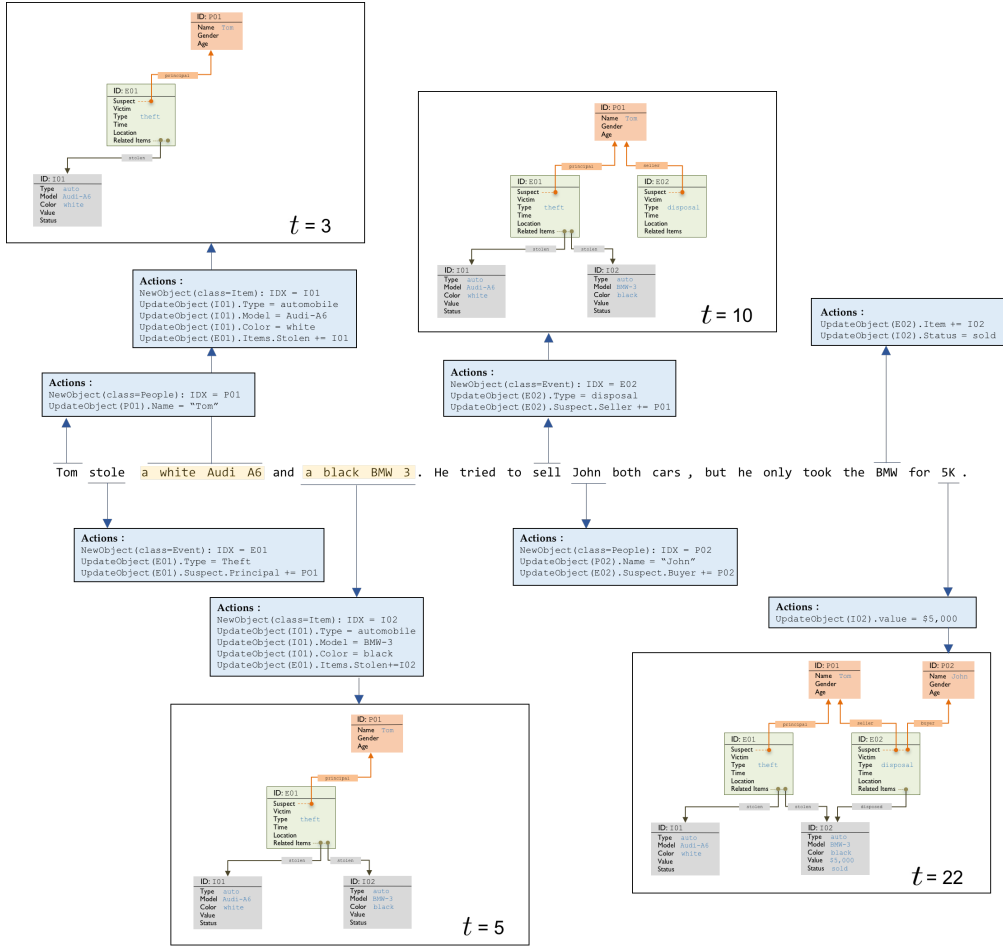 ID: P01
Name Tom
Gender
Age
principal
ID: E01
Suspect
Victim
Type theft
Time
Location
Related Items
stolen
ID: I01
Type auto
Model Audi-A6
Color white
Value
Status
t = 3
ID: P01
Name Tom
Gender
Age
principal
seller
ID: E01
Suspect
Victim
Type theft
Time
Location
Related Items
ID: E02
Suspect
Victim
Type disposal
Time
Location
Related Items
stolen
stolen
ID: I01
Type auto
Model Audi-A6
Color white
Value
Status
ID: I02
Type auto
Model BMW-3
Color black
Value
Status
t = 10
Actions :
NewObject(class=Item): IDX = I01
UpdateObject(I01).Type = automobile
UpdateObject(I01).Model = Audi-A6
UpdateObject(I01).Color = white
UpdateObject(E01).Items.Stolen += I01
Actions :
UpdateObject(E02).Item += I02
UpdateObject(I02).Status = sold
Actions :
NewObject(class=People): IDX = P01
UpdateObject(P01).Name = “Tom”
Actions :
NewObject(class=Event): IDX = E02
UpdateObject(E02).Type = disposal
UpdateObject(E02).Suspect.Seller += P01
Tom stole a white Audi A6 and a black BMW 3. He tried to sell John both cars, but he only took the BMW for 5K.
Actions :
NewObject(class=Event): IDX = E01
UpdateObject(E01).Type = Theft
UpdateObject(E01).Suspect.Principal += PO1
Actions :
NewObject(class=People): IDX = P02
UpdateObject(P02).Name = “John”
UpdateObject(E02).Suspect.Buyer += P02
Actions :
NewObject(class=Item): IDX = I02
UpdateObject(I01).Type = automobile
UpdateObject(I01).Model = BMW-3
UpdateObject(I01).Color = black
UpdateObject(E01).Items.Stolen+=I02
Actions :
UpdateObject(I02).value = $5,000
ID: P01
Name Tom
Gender
Age
principal
ID: E01
Suspect
Victim
Type theft
Time
Location
Related Items
stolen
stolen
ID: I01
Type auto
Model Audi-A6
Color white
Value
Status
ID: I02
Type auto
Model BMW-3
Color black
Value
Status
t = 5
ID: P01
Name Tom
Gender
Age
ID: P02
Name John
Gender
Age
principal
seller
buyer
ID: E01
Suspect
Victim
Type theft
Time
Location
Related Items
ID: E02
Suspect
Victim
Type disposal
Time
Location
Related Items
stolen
stolen
disposed
ID: I01
Type auto
Model Audi-A6
Color white
Value
Status
ID: I02
Type auto
Model BMW-3
Color black
Value $5,000
Status sold
t = 22